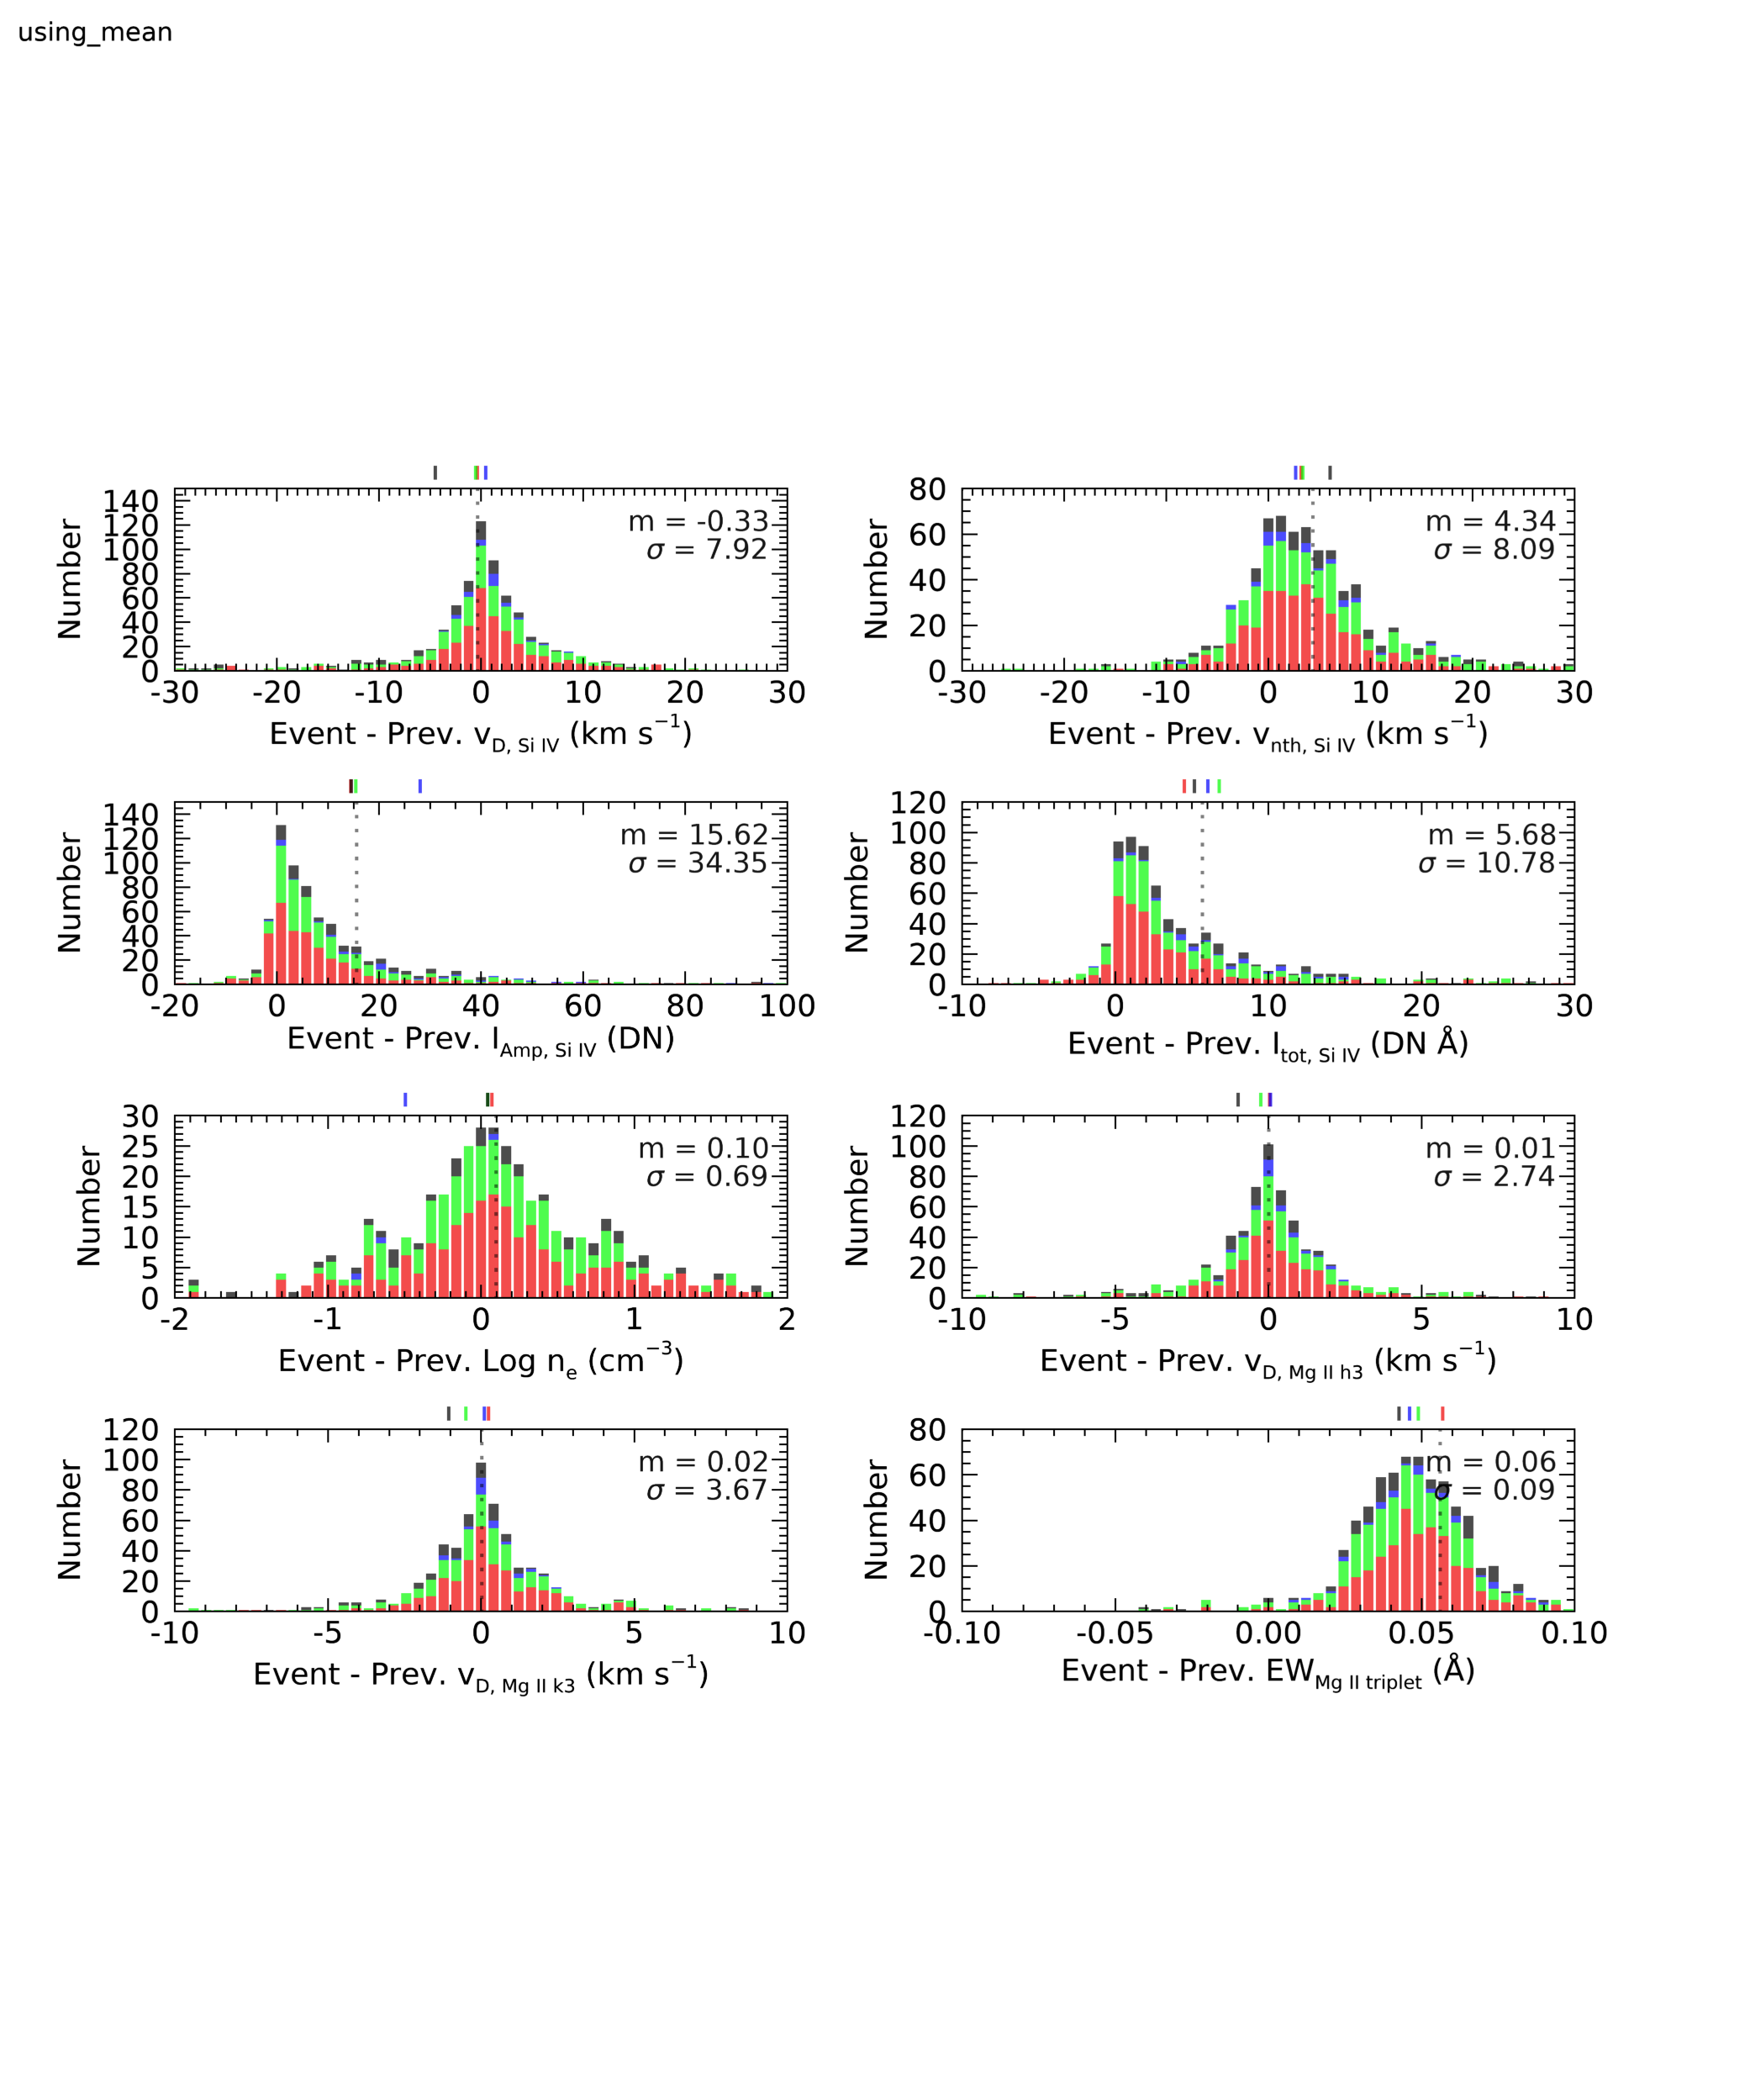 using_mean
140
120
100
80
60
40
20
0
Number
m = -0.33
σ = 7.92
-30 -20 -10 0 10 20 30
Event - Prev. v_D, Si IV (km s⁻¹)
80
60
40
20
0
Number
m = 4.34
σ = 8.09
-30 -20 -10 0 10 20 30
Event - Prev. v_nth, Si IV (km s⁻¹)
140
120
100
80
60
40
20
0
Number
m = 15.62
σ = 34.35
-20 0 20 40 60 80 100
Event - Prev. I_Amp, Si IV (DN)
120
100
80
60
40
20
0
Number
m = 5.68
σ = 10.78
-10 0 10 20 30
Event - Prev. I_tot, Si IV (DN Å)
30
25
20
15
10
5
0
Number
m = 0.10
σ = 0.69
-2 -1 0 1 2
Event - Prev. Log n_e (cm⁻³)
120
100
80
60
40
20
0
Number
m = 0.01
σ = 2.74
-10 -5 0 5 10
Event - Prev. v_D, Mg II h3 (km s⁻¹)
120
100
80
60
40
20
0
Number
m = 0.02
σ = 3.67
-10 -5 0 5 10
Event - Prev. v_D, Mg II k3 (km s⁻¹)
80
60
40
20
0
Number
m = 0.06
σ = 0.09
-0.10 -0.05 0.00 0.05 0.10
Event - Prev. EW_Mg II triplet (Å)